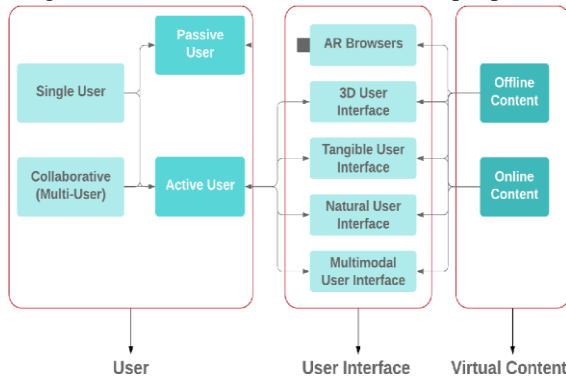 Passive
User
Single User
Collaborative
(Multi-User)
Active User
AR Browsers
3D User
Interface
Tangible User
Interface
Natural User
Interface
Multimodal
User Interface
Offline
Content
Online
Content
User
User Interface
Virtual Content